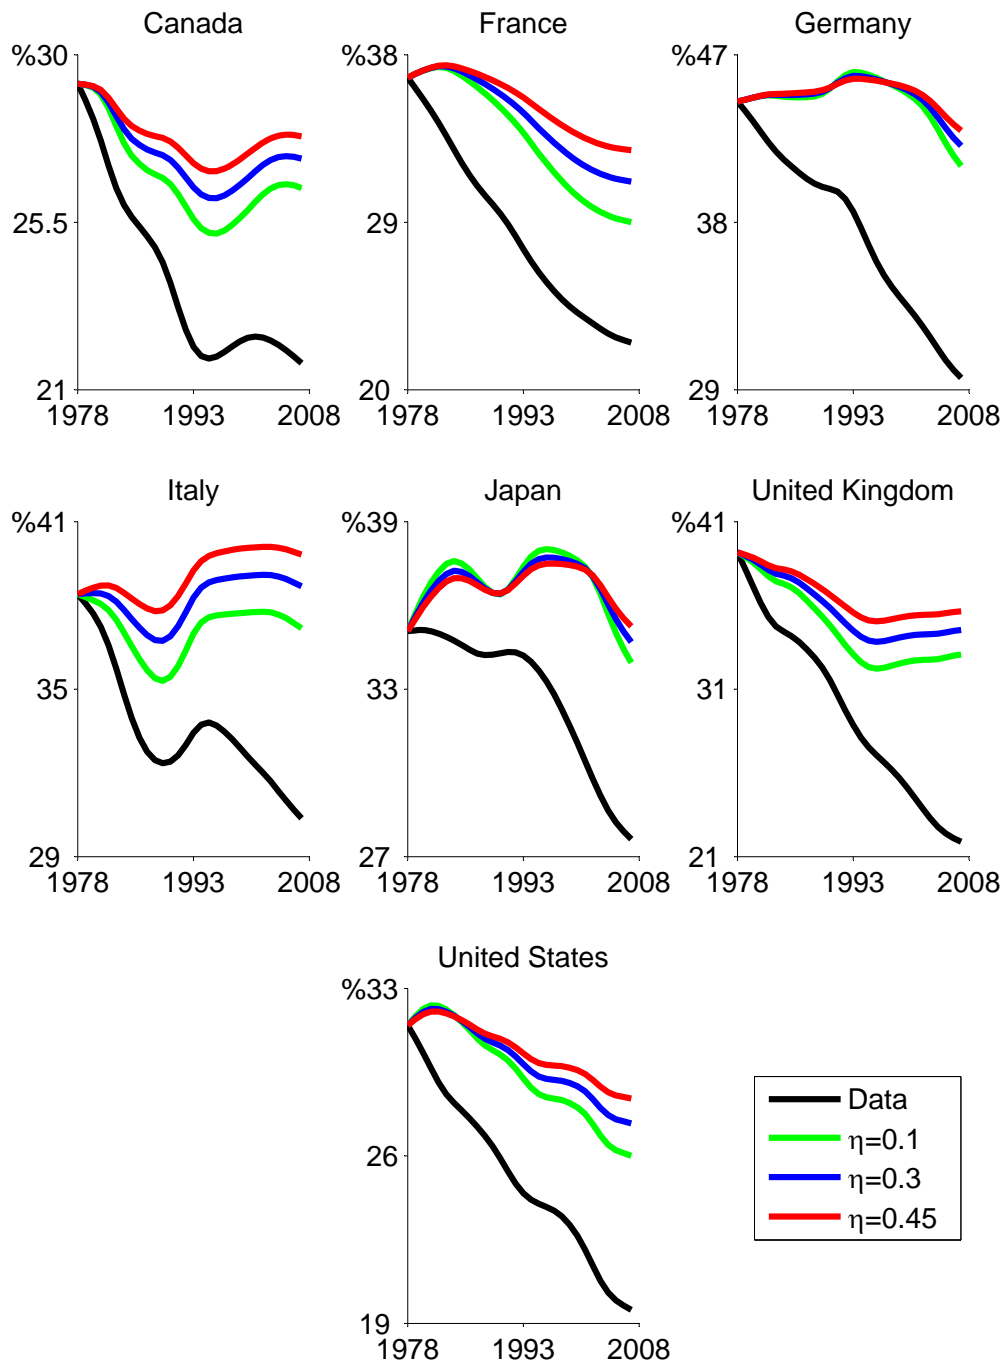 Canada
%30
25.5
21
1978 1993 2008
France
%38
29
20
1978 1993 2008
Germany
%47
38
29
1978 1993 2008
Italy
%41
35
29
1978 1993 2008
Japan
%39
33
27
1978 1993 2008
United Kingdom
%41
31
21
1978 1993 2008
United States
%33
26
19
1978 1993 2008
Data
η=0.1
η=0.3
η=0.45